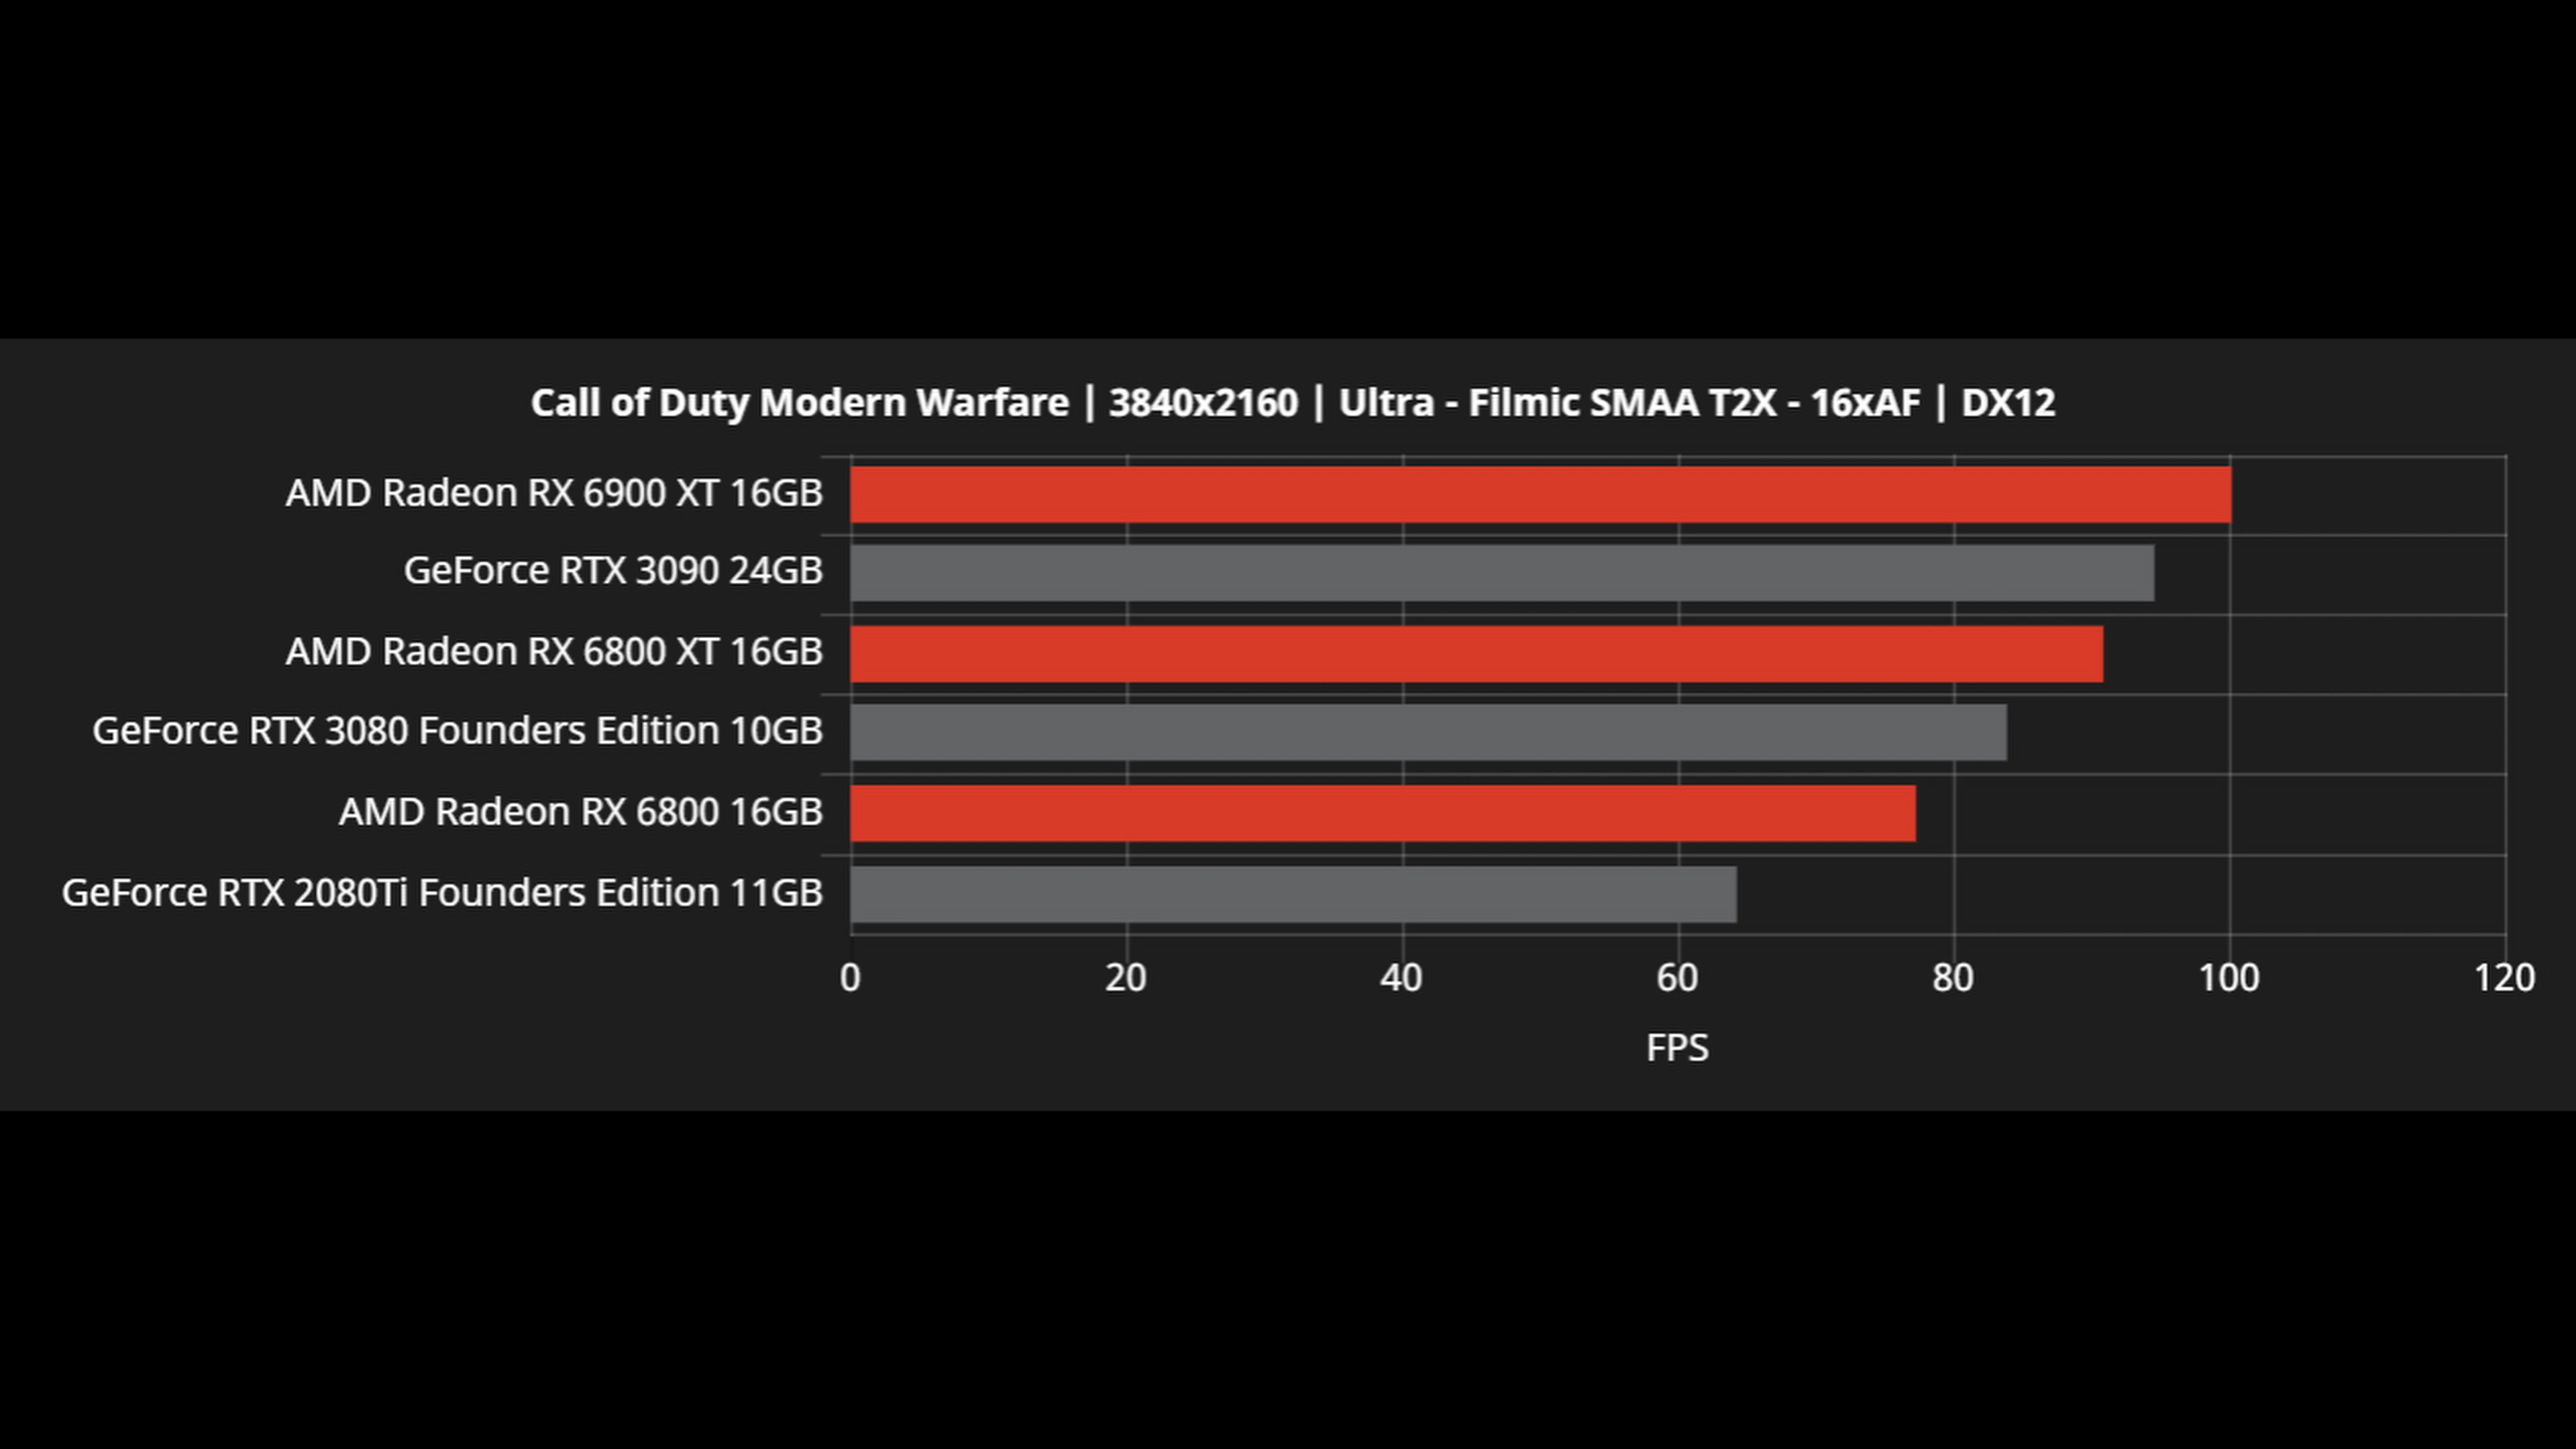 Call of Duty Modern Warfare | 3840x2160 | Ultra - Filmic SMAA T2X - 16xAF | DX12
AMD Radeon RX 6900 XT 16GB
GeForce RTX 3090 24GB
AMD Radeon RX 6800 XT 16GB
GeForce RTX 3080 Founders Edition 10GB
AMD Radeon RX 6800 16GB
GeForce RTX 2080Ti Founders Edition 11GB
0 20 40 60 80 100 120
FPS